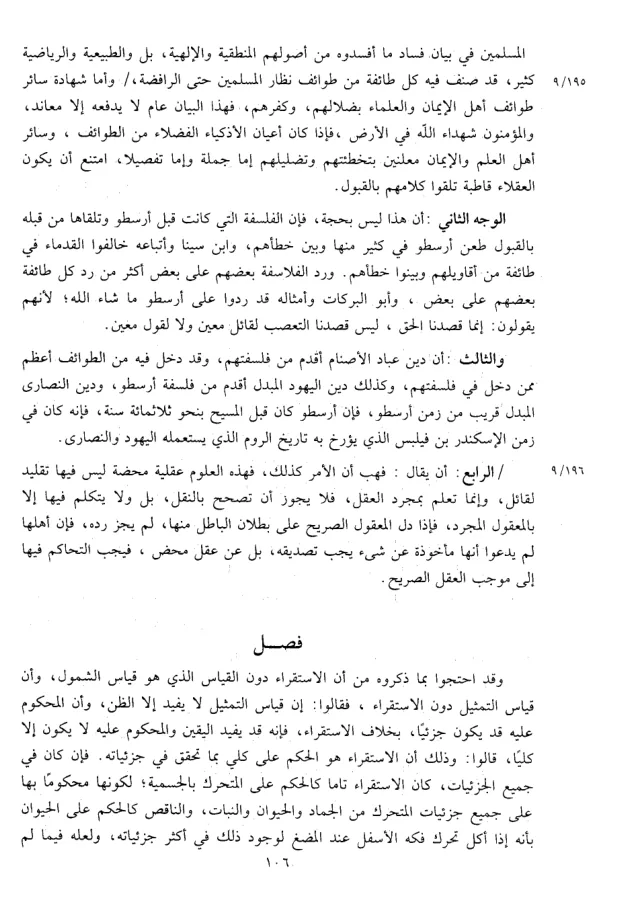 المسلمين في بيان فساد ما أفسدوه من أصولهم المنطقية والإلهية، بل والطبيعية والرياضية
٩/١٩٥ كثير، قد صنف فيه كل طائفة من طوائف نظار المسلمين حتى الرافضة،/ وأما شهادة سائر
طوائف أهل الإيمان والعلماء بضلالهم، وكفرهم، فهذا البيان عام لا يدفعه إلا معاند،
والمؤمنون شهداء الله في الأرض ،فإذا كان أعيان الأذكياء الفضلاء من الطوائف ، وسائر
أهل العلم والإيمان معلنين بتخطئتهم وتضليلهم إما جملة وإما تفصيلا، امتنع أن يكون
العقلاء قاطبة تلقوا كلامهم بالقبول.
الوجه الثاني :أن هذا ليس بحجة، فإن الفلسفة التي كانت قبل أرسطو وتلقاها من قبله
بالقبول طعن أرسطو في كثير منها وبين خطأهم، وابن سينا وأتباعه خالفوا القدماء في
طائفة من أقاويلهم وبينوا خطأهم. ورد الفلاسفة بعضهم على بعض أكثر من رد كل طائفة
بعضهم على بعض ، وأبو البركات وأمثاله قد ردوا على أرسطو ما شاء الله؛ لأنهم
يقولون: إنما قصدنا الحق ، ليس قصدنا التعصب لقائل معين ولا لقول معين.
والثالث :أن دين عباد الأصنام أقدم من فلسفتهم، وقد دخل فيه من الطوائف أعظم
ممن دخل في فلسفتهم، وكذلك دين اليهود المبدل أقدم من فلسفة أرسطو، ودين النصارى
المبدل قريب من زمن أرسطو، فإن أرسطو كان قبل المسيح بنحو ثلاثمائة سنة، فإنه كان في
زمن الإسكندر بن فيلبس الذي يؤرخ به تاريخ الروم الذي يستعمله اليهود والنصارى.
٩/١٩٦ / الرابع: أن يقال : فهب أن الأمر كذلك، فهذه العلوم عقلية محضة ليس فيها تقليد
لقائل، وإنما تعلم بمجرد العقل، فلا يجوز أن تصحح بالنقل، بل ولا يتكلم فيها إلا
بالمعقول المجرد، فإذا دل المعقول الصريح على بطلان الباطل منها، لم يجز رده، فإن أهلها
لم يدعوا أنها مأخوذة عن شىء يجب تصديقه، بل عن عقل محض ، فيجب التحاكم فيها
إلى موجب العقل الصريح.
فصــل
وقد احتجوا بما ذكروه من أن الاستقراء دون القياس الذي هو قياس الشمول، وأن
قياس التمثيل دون الاستقراء ، فقالوا: إن قياس التمثيل لا يفيد إلا الظن، وأن المحكوم
عليه قد يكون جزئيًا، بخلاف الاستقراء، فإنه قد يفيد اليقين والمحكوم عليه لا يكون إلا
كليًا، قالوا: وذلك أن الاستقراء هو الحكم على كلي بما تحقق في جزئياته. فإن كان في
جميع الجزئيات، كان الاستقراء تاما كالحكم على المتحرك بالجسمية؛ لكونها محكومًا بها
على جميع جزئيات المتحرك من الجماد والحيوان والنبات، والناقص كالحكم على الحيوان
بأنه إذا أكل تحرك فكه الأسفل عند المضغ لوجود ذلك في أكثر جزئياته، ولعله فيما لم
١٠٦